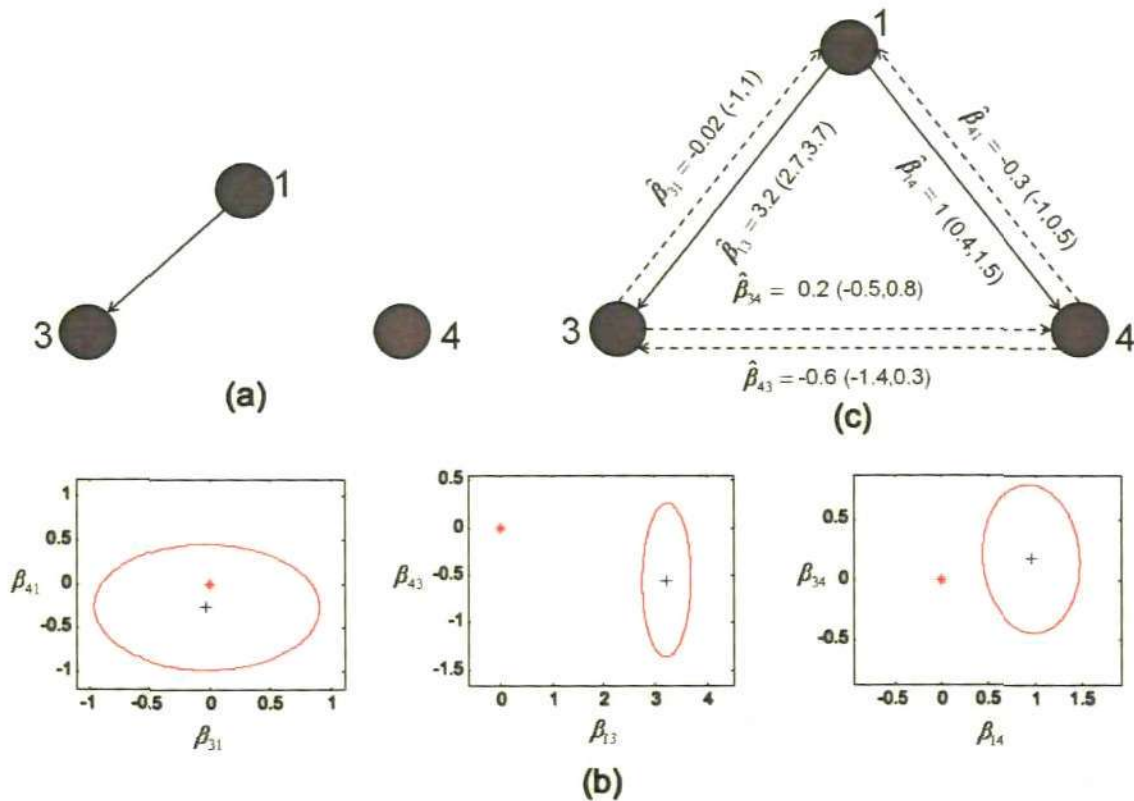 1
3
4
(a)
1
β̂31 = -0.02 (-1,1)
β̂13 = 3.2 (2.7,3.7)
β̂14 = 1 (0.4,1.5)
β̂41 = -0.3 (-1,0.5)
β̂34 = 0.2 (-0.5,0.8)
3
4
β̂43 = -0.6 (-1.4,0.3)
(c)
1
0.5
0
-0.5
-1
β41
-1 -0.5 0 0.5 1
β31
0.5
0
-0.5
-1
-1.5
β43
0 1 2 3 4
β13
0.5
0
-0.5
β34
-0.5 0 0.5 1 1.5
β14
(b)